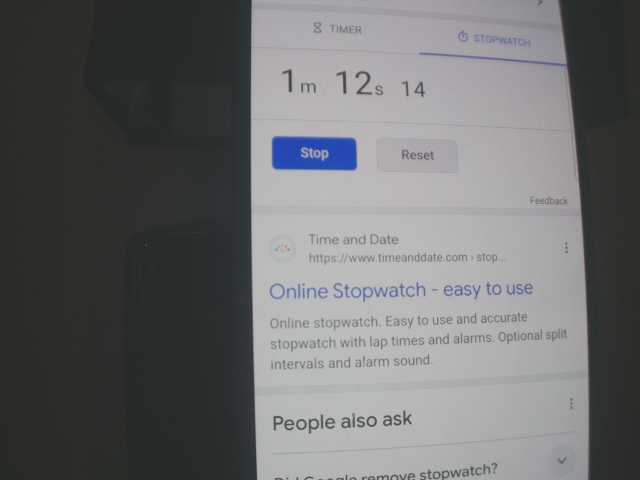 TIMER STOPWATCH
1m 12s 14
Stop Reset
Feedback
Time and Date
https://www.timeanddate.com › stop...
Online Stopwatch - easy to use
Online stopwatch. Easy to use and accurate
stopwatch with lap times and alarms. Optional split
intervals and alarm sound.
People also ask
Did Google remove stopwatch?